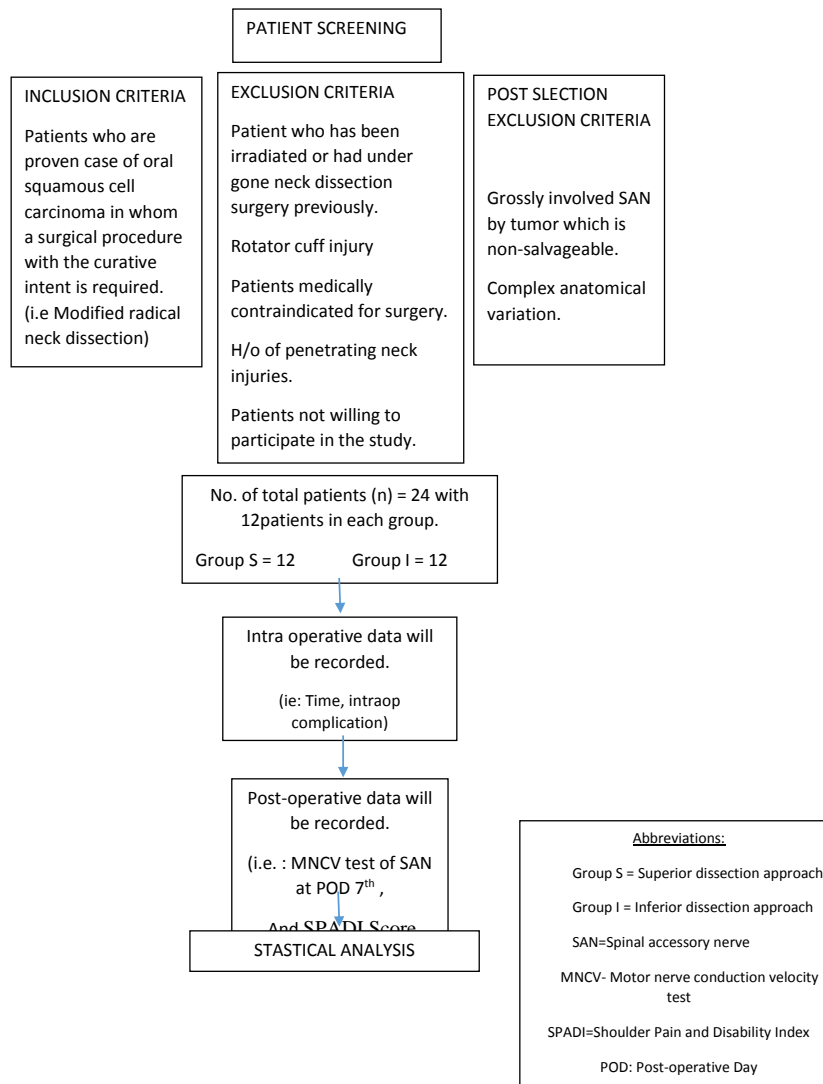 PATIENT SCREENING
INCLUSION CRITERIA
Patients who are
proven case of oral
squamous cell
carcinoma in whom
a surgical procedure
with the curative
intent is required.
(i.e Modified radical
neck dissection)
EXCLUSION CRITERIA
Patient who has been
irradiated or had under
gone neck dissection
surgery previously.
Rotator cuff injury
Patients medically
contraindicated for surgery.
H/o of penetrating neck
injuries.
Patients not willing to
participate in the study.
POST SLECTION
EXCLUSION CRITERIA
Grossly involved SAN
by tumor which is
non-salvageable.
Complex anatomical
variation.
No. of total patients (n) = 24 with
12patients in each group.
Group S = 12 Group I = 12
Intra operative data will
be recorded.
(ie: Time, intraop
complication)
Post-operative data will
be recorded.
(i.e. : MNCV test of SAN
at POD 7th ,
And SPADI Score
STASTICAL ANALYSIS
Abbreviations:
Group S = Superior dissection approach
Group I = Inferior dissection approach
SAN=Spinal accessory nerve
MNCV- Motor nerve conduction velocity
test
SPADI=Shoulder Pain and Disability Index
POD: Post-operative Day